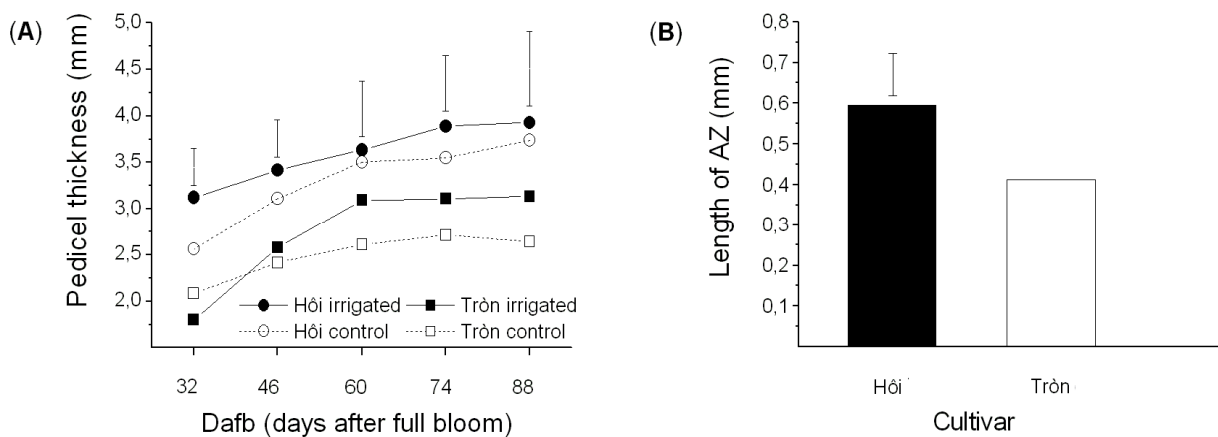 (A)
Pedicel thickness (mm)
5,0
4,5
4,0
3,5
3,0
2,5
2,0
Hôi irrigated
Tròn irrigated
Hôi control
Tròn control
32 46 60 74 88
Dafb (days after full bloom)
(B)
Length of AZ (mm)
0,8
0,7
0,6
0,5
0,4
0,3
0,2
0,1
Hôi Tròn
Cultivar